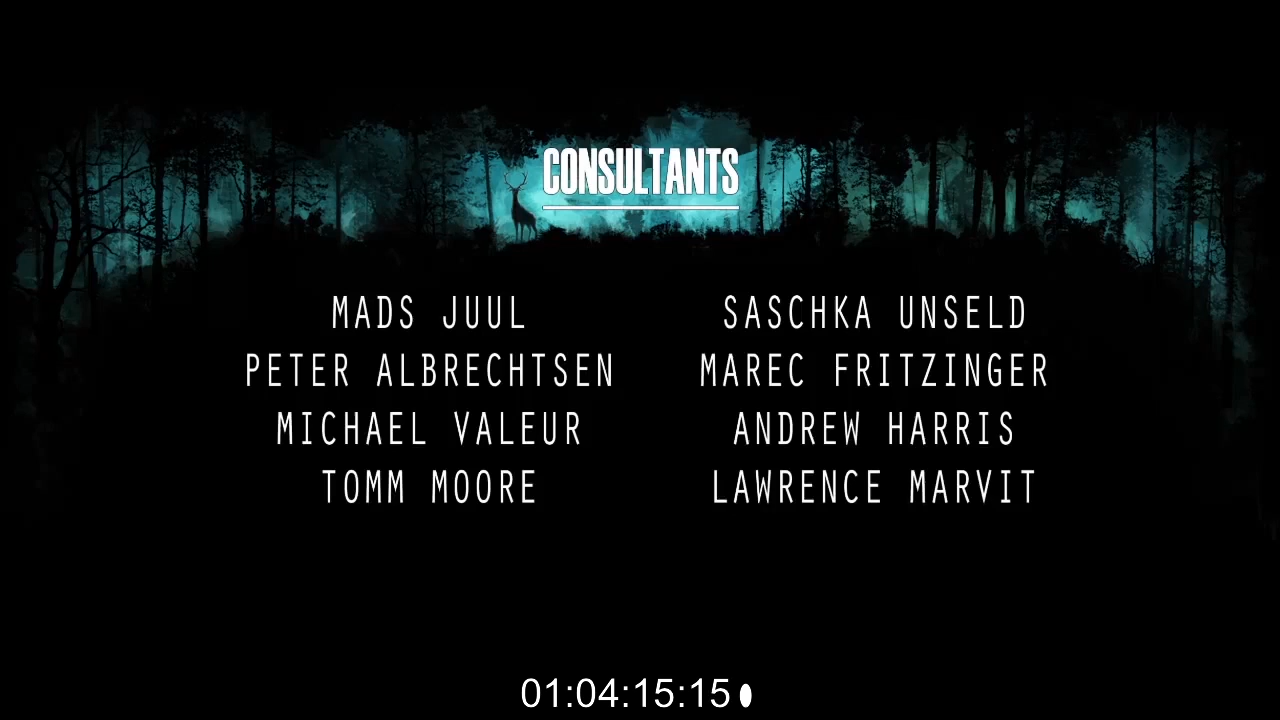 CONSULTANTS
MADS JUUL
PETER ALBRECHTSEN
MICHAEL VALEUR
TOMM MOORE
SASCHKA UNSELD
MAREC FRITZINGER
ANDREW HARRIS
LAWRENCE MARVIT
01:04:15:15